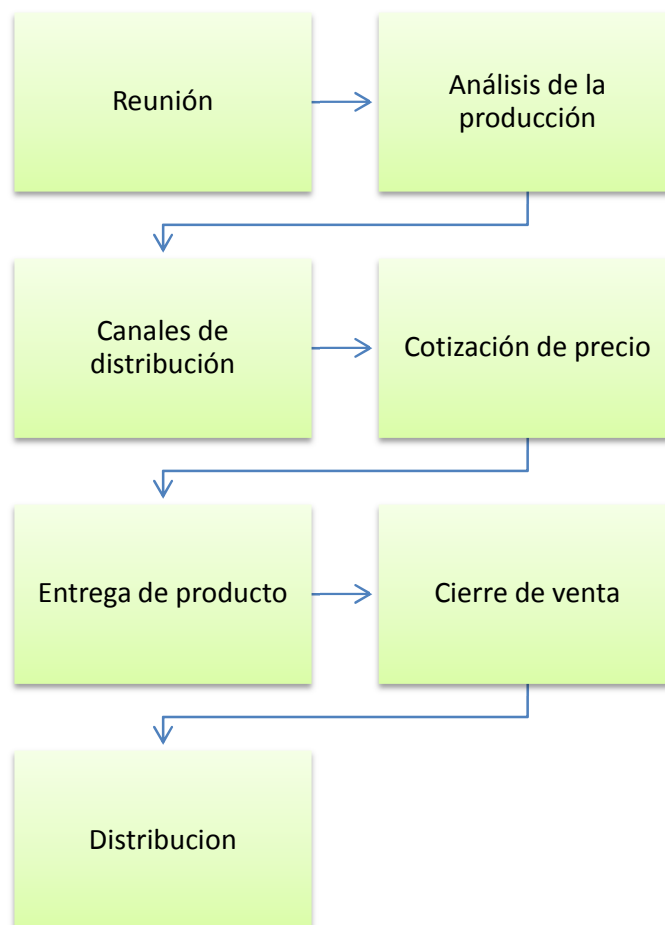 Reunión
Análisis de la
producción
Canales de
distribución
Cotización de precio
Entrega de producto
Cierre de venta
Distribucion